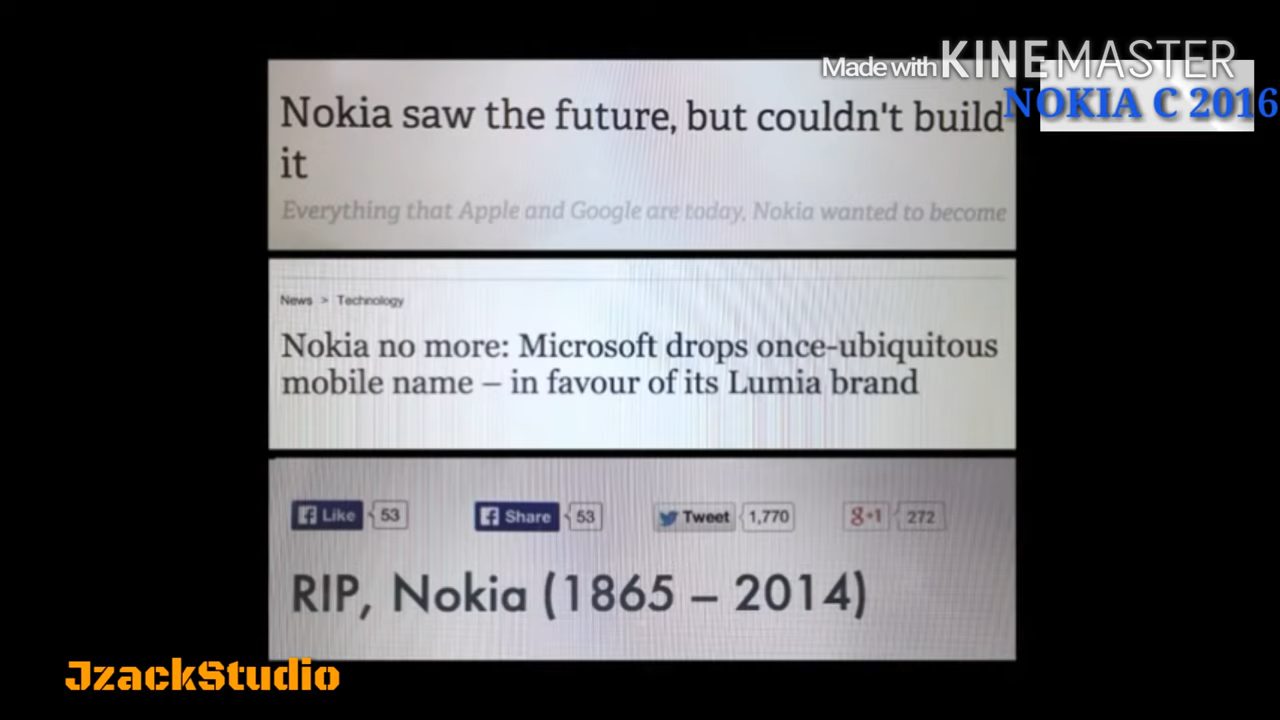 Made with KINEMASTER
NOKIA C 2016
Nokia saw the future, but couldn't build
it
Everything that Apple and Google are today, Nokia wanted to become
News > Technology
Nokia no more: Microsoft drops once-ubiquitous
mobile name – in favour of its Lumia brand
Like 53 Share 53 Tweet 1,770 g+1 272
RIP, Nokia (1865 – 2014)
JzackStudio